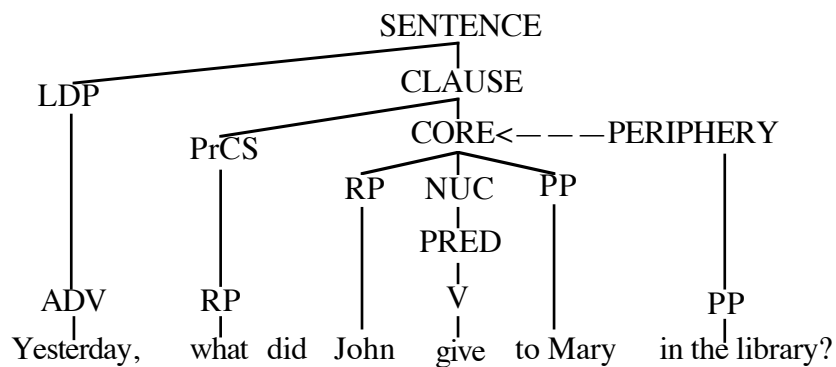 SENTENCE
LDP CLAUSE
PrCS CORE<– – –PERIPHERY
RP NUC PP
PRED
ADV RP V PP
Yesterday, what did John give to Mary in the library?